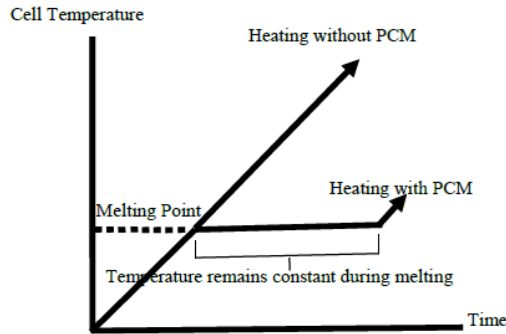 Cell Temperature
Heating without PCM
Heating with PCM
Melting Point
Temperature remains constant during melting
Time